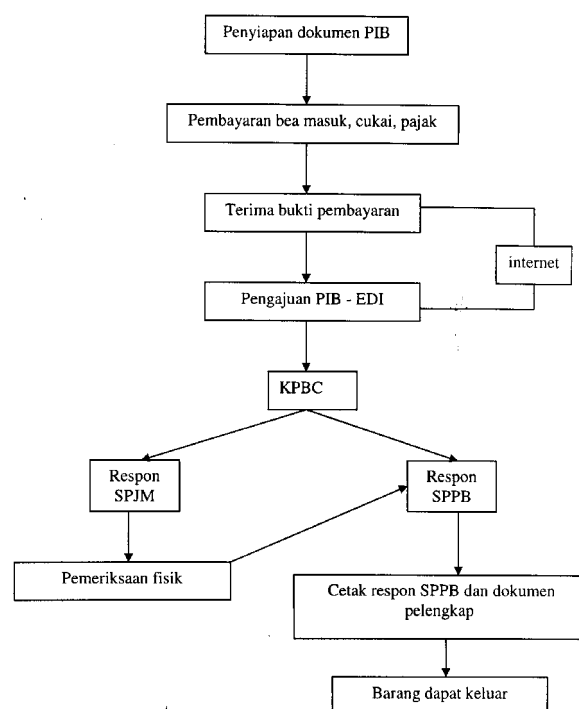 Penyiapan dokumen PIB
Pembayaran bea masuk, cukai, pajak
Terima bukti pembayaran
internet
Pengajuan PIB - EDI
KPBC
Respon
SPJM
Respon
SPPB
Pemeriksaan fisik
Cetak respon SPPB dan dokumen
pelengkap
Barang dapat keluar